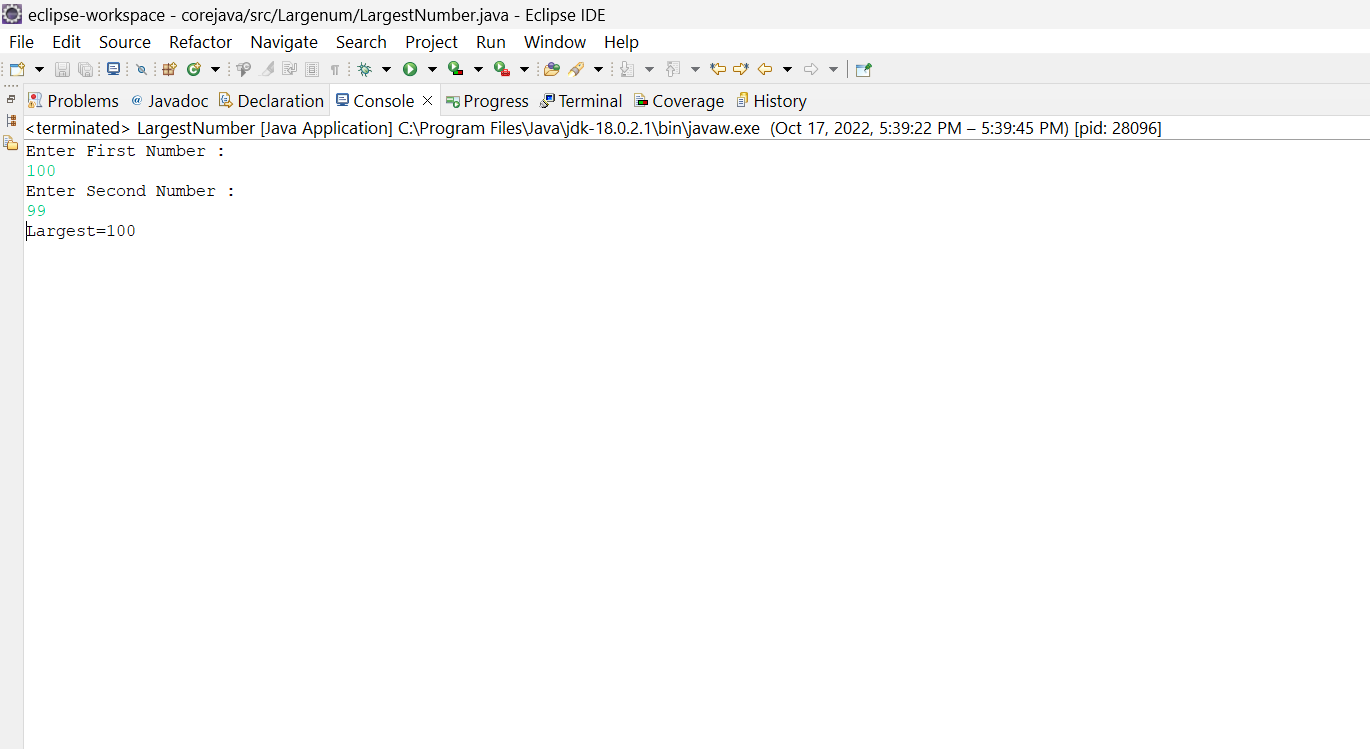 eclipse-workspace - corejava/src/Largenum/LargestNumber.java - Eclipse IDE
File Edit Source Refactor Navigate Search Project Run Window Help
Problems @ Javadoc Declaration Console × Progress Terminal Coverage History
<terminated> LargestNumber [Java Application] C:\Program Files\Java\jdk-18.0.2.1\bin\javaw.exe (Oct 17, 2022, 5:39:22 PM – 5:39:45 PM) [pid: 28096]
Enter First Number :
100
Enter Second Number :
99
Largest=100